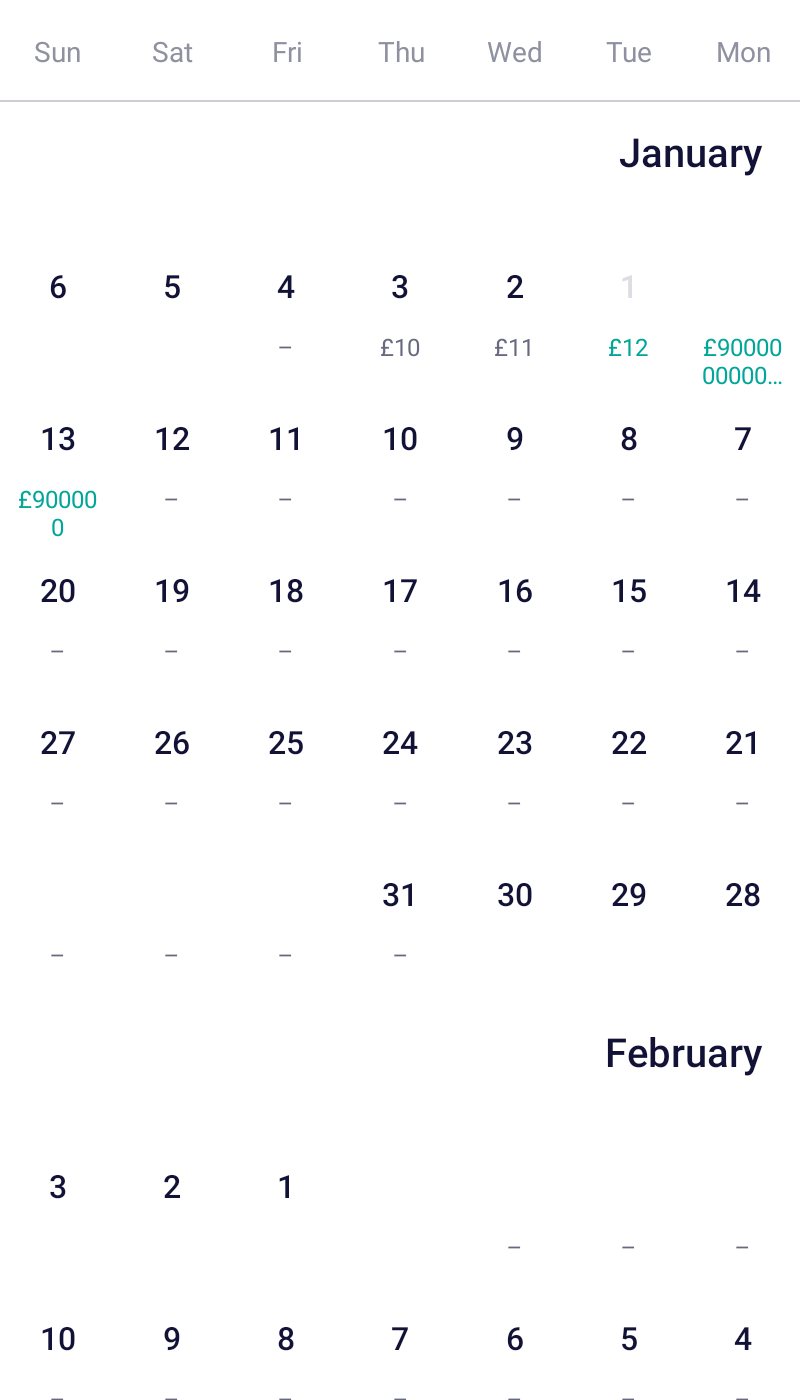 Sun Sat Fri Thu Wed Tue Mon
January
6 5 4 3 2 1
– £10 £11 £12 £90000
00000...
13 12 11 10 9 8 7
£90000 – – – – – –
0
20 19 18 17 16 15 14
– – – – – – –
27 26 25 24 23 22 21
– – – – – – –
31 30 29 28
– – – –
February
3 2 1
– – –
10 9 8 7 6 5 4
– – – – – – –